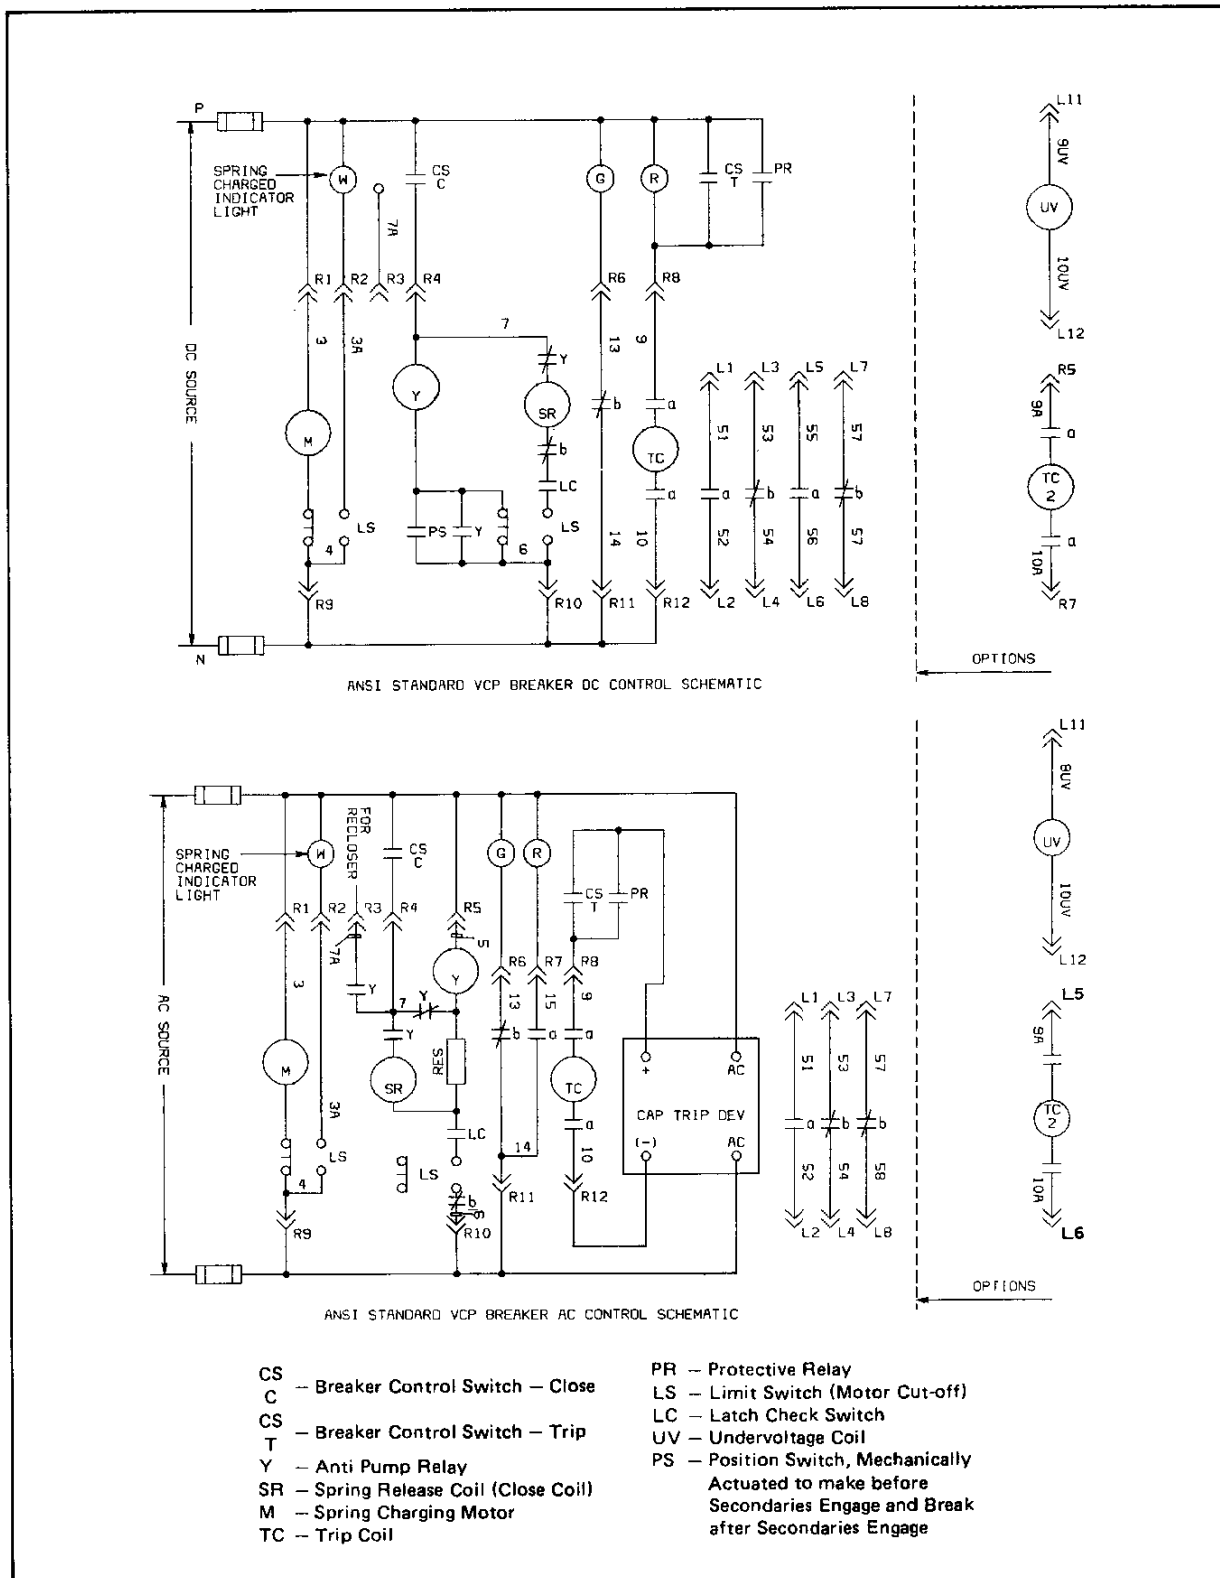 P
SPRING
CHARGED
INDICATOR
LIGHT
W
CS
C
7A
G
R
CS
T
PR
R1
R2
R3
R4
R6
R8
DC SOURCE
3
3A
7
Y
Y
SR
b
LC
M
LS
4
PS
Y
6
LS
13
b
14
9
a
TC
a
10
L1
L3
LS
L7
51
53
55
57
a
b
a
b
52
54
56
57
R9
R10
R11
R12
L2
L4
L6
L8
N
L11
9UV
UV
10UV
L12
R5
9A
a
TC
2
a
10A
R7
OPTIONS
ANSI STANDARD VCP BREAKER DC CONTROL SCHEMATIC
SPRING
CHARGED
INDICATOR
LIGHT
W
FOR
RECLOSER
CS
C
G
R
CS
T
PR
R1
R2
R3
R4
R5
R6
R7
R8
AC SOURCE
3
7A
5
Y
Y
7
Y
Y
13
15
9
b
a
a
M
SR
RES
TC
3A
LC
a
LS
LS
4
b
6
14
10
R9
R10
R11
R12
+
AC
CAP TRIP DEV
(-)
AC
L1
L3
L7
51
53
57
a
b
b
52
54
58
L2
L4
L8
L11
9UV
UV
10UV
L12
L5
9A
TC
2
10A
L6
OPTIONS
ANSI STANDARD VCP BREAKER AC CONTROL SCHEMATIC
CS
C – Breaker Control Switch – Close
CS
T – Breaker Control Switch – Trip
Y – Anti Pump Relay
SR – Spring Release Coil (Close Coil)
M – Spring Charging Motor
TC – Trip Coil
PR – Protective Relay
LS – Limit Switch (Motor Cut-off)
LC – Latch Check Switch
UV – Undervoltage Coil
PS – Position Switch, Mechanically
Actuated to make before
Secondaries Engage and Break
after Secondaries Engage